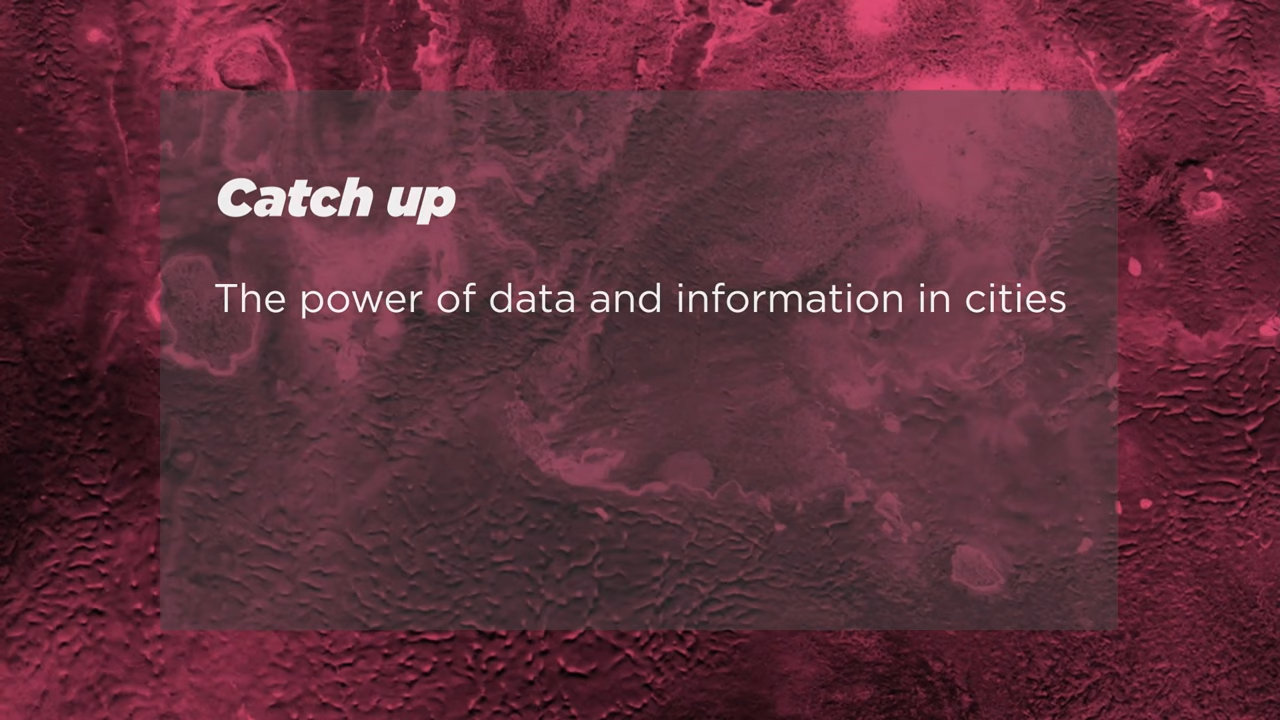 Catch up
The power of data and information in cities